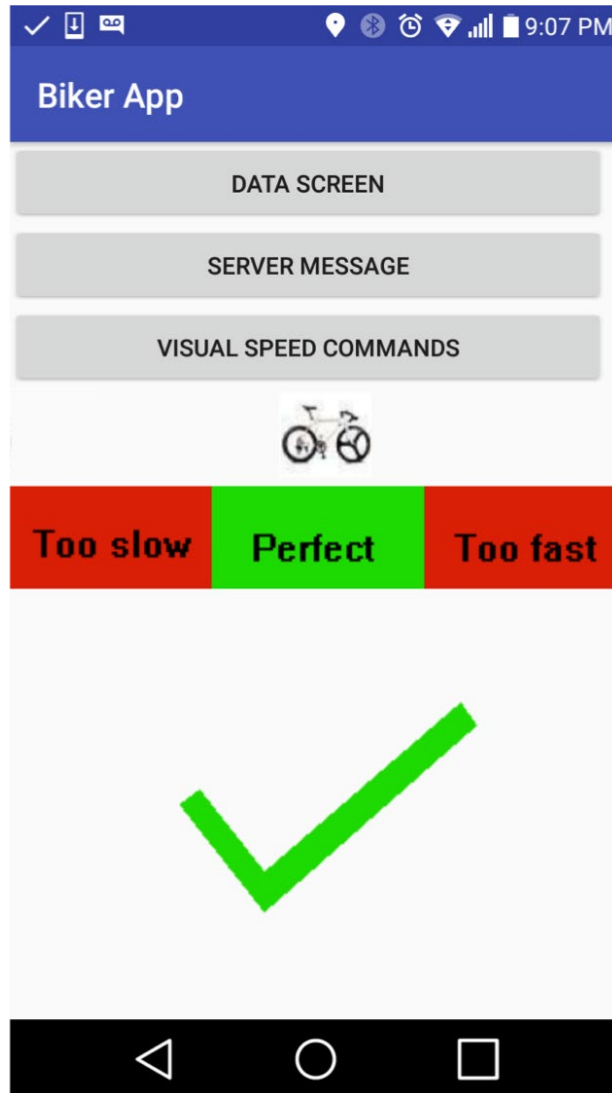 9:07 PM
Biker App
DATA SCREEN
SERVER MESSAGE
VISUAL SPEED COMMANDS
Too slow Perfect Too fast